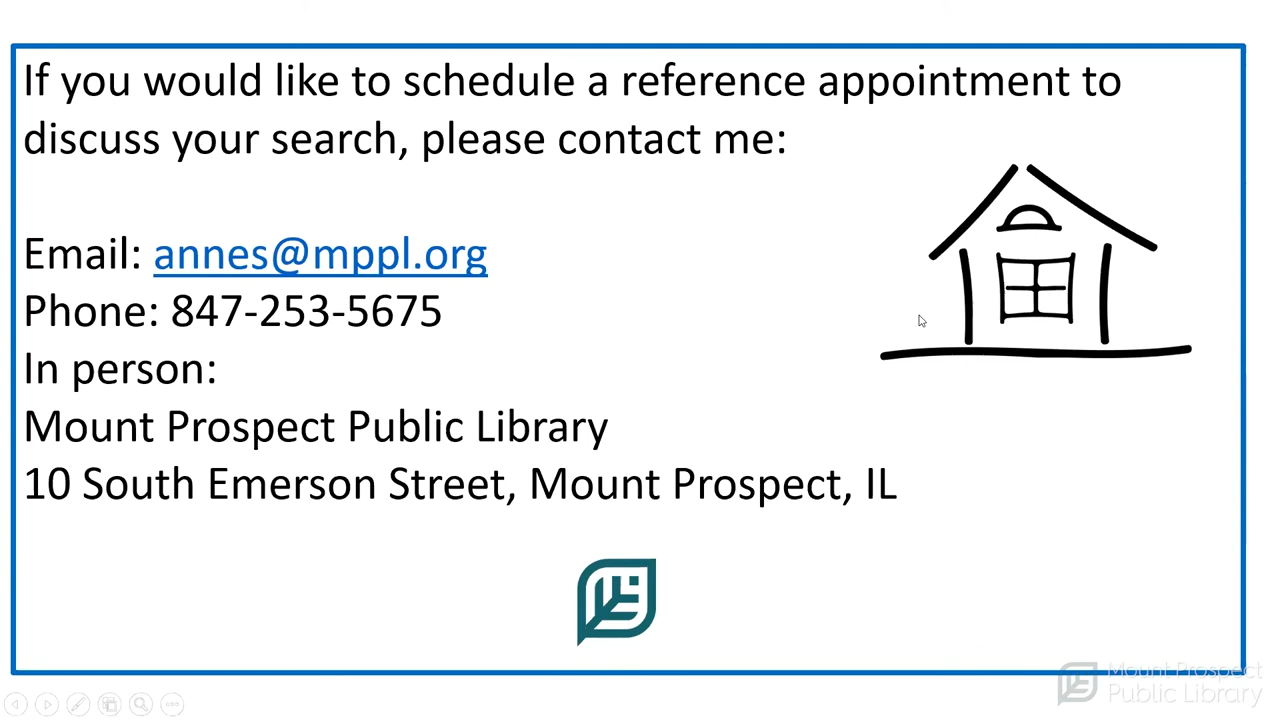 If you would like to schedule a reference appointment to
discuss your search, please contact me:
Email: annes@mppl.org
Phone: 847-253-5675
In person:
Mount Prospect Public Library
10 South Emerson Street, Mount Prospect, IL
Mount Prospect
Public Library